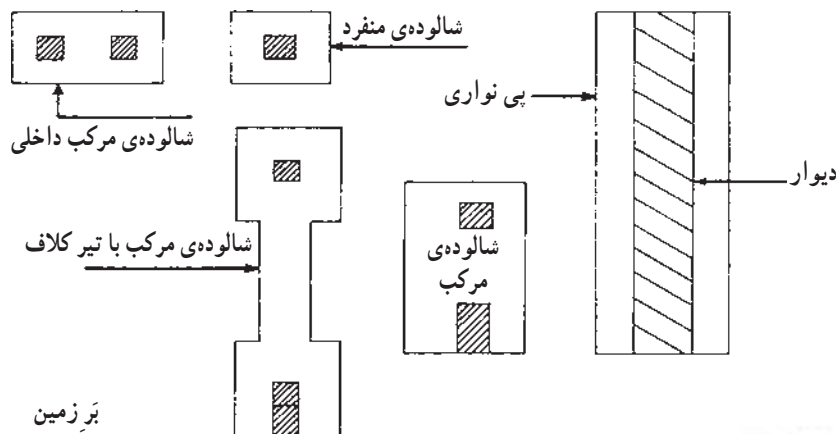 شالوده‌ی منفرد
پی نواری
شالوده‌ی مرکب داخلی
دیوار
شالوده‌ی مرکب با تیر کلاف
شالوده‌ی
مرکب
بَرِ زمین